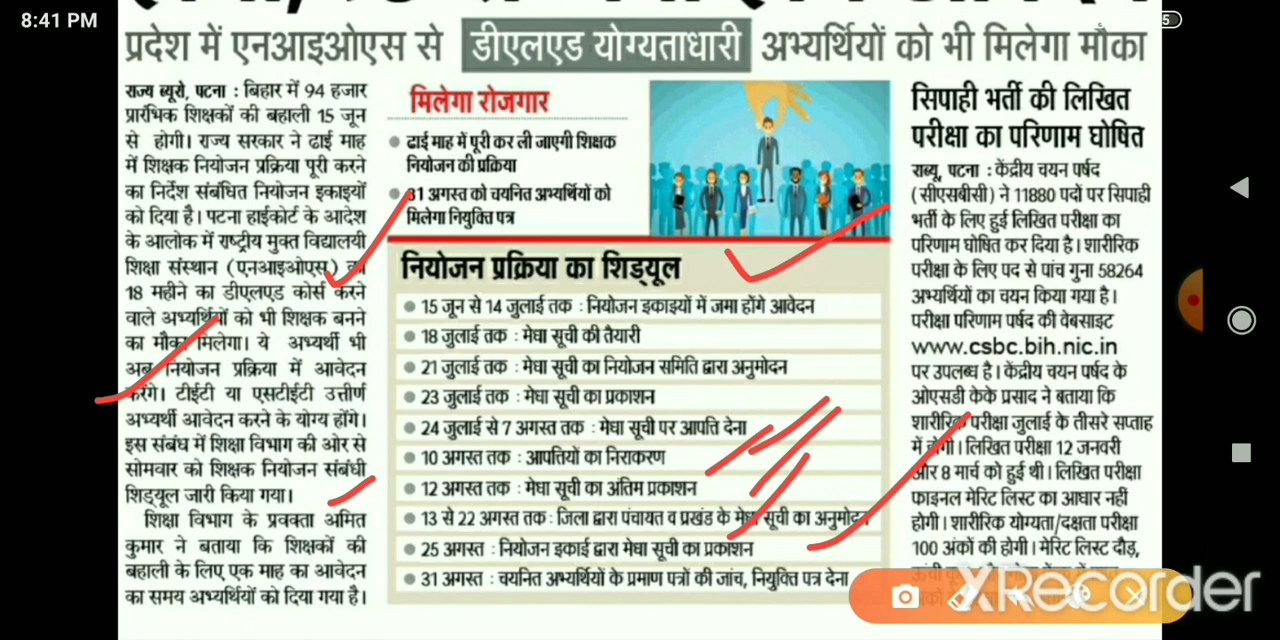 8:41 PM
प्रदेश में एनआइओएस से डीएलएड योग्यताधारी अभ्यर्थियों को भी मिलेगा मौका
राज्य ब्यूरो, पटना : बिहार में 94 हजार
प्रारंभिक शिक्षकों की बहाली 15 जून
से होगी। राज्य सरकार ने ढाई माह
में शिक्षक नियोजन प्रक्रिया पूरी करने
का निर्देश संबंधित नियोजन इकाइयों
को दिया है। पटना हाईकोर्ट के आदेश
के आलोक में राष्ट्रीय मुक्त विद्यालयी
शिक्षा संस्थान (एनआइओएस) का
18 महीने का डीएलएड कोर्स करने
वाले अभ्यर्थियों को भी शिक्षक बनने
का मौका मिलेगा। ये अभ्यर्थी भी
अब नियोजन प्रक्रिया में आवेदन
करेंगे। टीईटी या एसटीईटी उत्तीर्ण
अभ्यर्थी आवेदन करने के योग्य होंगे।
इस संबंध में शिक्षा विभाग की ओर से
सोमवार को शिक्षक नियोजन संबंधी
शिड्यूल जारी किया गया।
शिक्षा विभाग के प्रवक्ता अमित
कुमार ने बताया कि शिक्षकों की
बहाली के लिए एक माह का आवेदन
का समय अभ्यर्थियों को दिया गया है।
मिलेगा रोजगार
ढाई माह में पूरी कर ली जाएगी शिक्षक
नियोजन की प्रक्रिया
31 अगस्त को चयनित अभ्यर्थियों को
मिलेगा नियुक्ति पत्र
नियोजन प्रक्रिया का शिड्यूल
15 जून से 14 जुलाई तक : नियोजन इकाइयों में जमा होंगे आवेदन
18 जुलाई तक : मेघा सूची की तैयारी
21 जुलाई तक : मेघा सूची का नियोजन समिति द्वारा अनुमोदन
23 जुलाई तक : मेघा सूची का प्रकाशन
24 जुलाई से 7 अगस्त तक : मेघा सूची पर आपत्ति देना
10 अगस्त तक : आपत्तियों का निराकरण
12 अगस्त तक : मेघा सूची का अंतिम प्रकाशन
13 से 22 अगस्त तक : जिला द्वारा पंचायत व प्रखंड के मेघा सूची का अनुमोदन
25 अगस्त : नियोजन इकाई द्वारा मेघा सूची का प्रकाशन
31 अगस्त : चयनित अभ्यर्थियों के प्रमाण पत्रों की जांच, नियुक्ति पत्र देना
सिपाही भर्ती की लिखित
परीक्षा का परिणाम घोषित
राब्यू, पटना : केंद्रीय चयन पर्षद
(सीएसबीसी) ने 11880 पदों पर सिपाही
भर्ती के लिए हुई लिखित परीक्षा का
परिणाम घोषित कर दिया है। शारीरिक
परीक्षा के लिए पद से पांच गुना 58264
अभ्यर्थियों का चयन किया गया है।
परीक्षा परिणाम पर्षद की वेबसाइट
www.csbc.bih.nic.in
पर उपलब्ध है। केंद्रीय चयन पर्षद के
ओएसडी केके प्रसाद ने बताया कि
शारीरिक परीक्षा जुलाई के तीसरे सप्ताह
में होगी। लिखित परीक्षा 12 जनवरी
और 8 मार्च को हुई थी। लिखित परीक्षा
फाइनल मेरिट लिस्ट का आधार नहीं
होगी। शारीरिक योग्यता/दक्षता परीक्षा
100 अंकों की होगी। मेरिट लिस्ट दौड़,
XRecorder